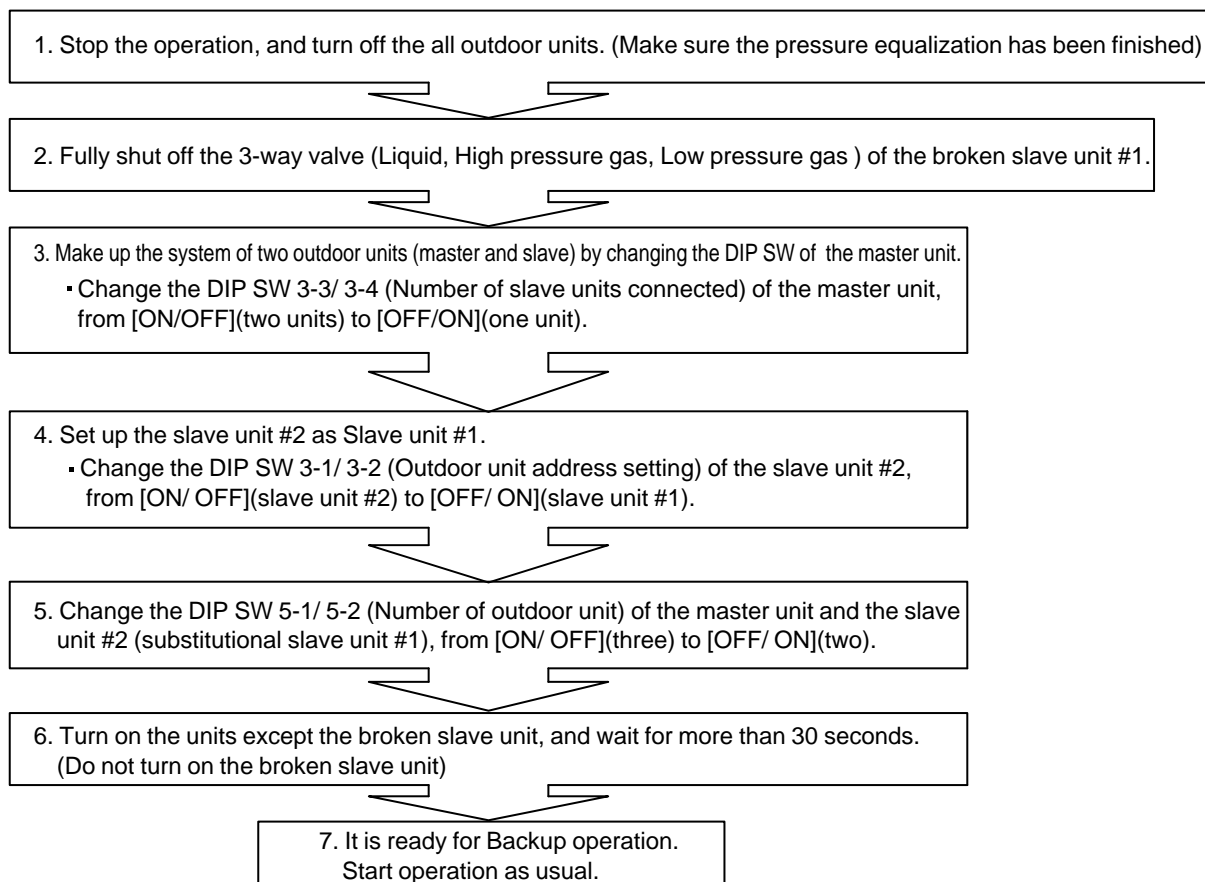 1. Stop the operation, and turn off the all outdoor units. (Make sure the pressure equalization has been finished)
2. Fully shut off the 3-way valve (Liquid, High pressure gas, Low pressure gas ) of the broken slave unit #1.
3. Make up the system of two outdoor units (master and slave) by changing the DIP SW of the master unit.
▪ Change the DIP SW 3-3/ 3-4 (Number of slave units connected) of the master unit,
from [ON/OFF](two units) to [OFF/ON](one unit).
4. Set up the slave unit #2 as Slave unit #1.
▪ Change the DIP SW 3-1/ 3-2 (Outdoor unit address setting) of the slave unit #2,
from [ON/ OFF](slave unit #2) to [OFF/ ON](slave unit #1).
5. Change the DIP SW 5-1/ 5-2 (Number of outdoor unit) of the master unit and the slave
unit #2 (substitutional slave unit #1), from [ON/ OFF](three) to [OFF/ ON](two).
6. Turn on the units except the broken slave unit, and wait for more than 30 seconds.
(Do not turn on the broken slave unit)
7. It is ready for Backup operation.
Start operation as usual.